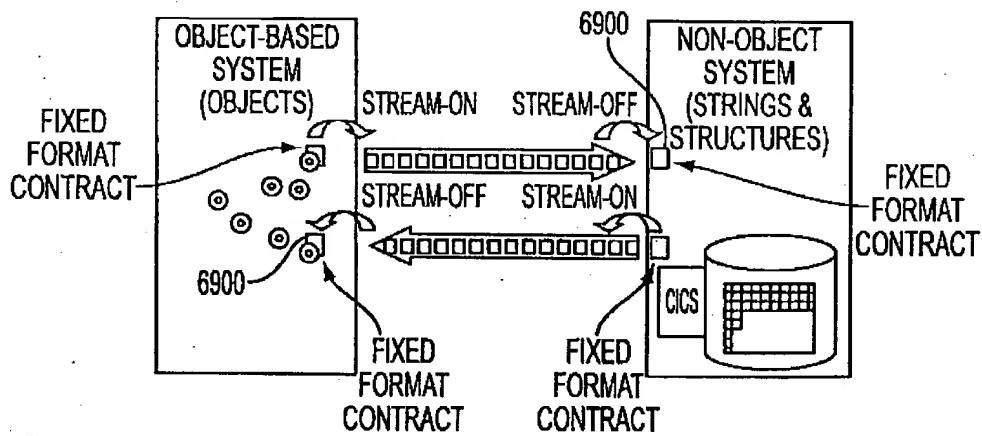 OBJECT-BASED
SYSTEM
(OBJECTS)
6900
NON-OBJECT
SYSTEM
(STRINGS &
STRUCTURES)
STREAM-ON
STREAM-OFF
FIXED
FORMAT
CONTRACT
STREAM-OFF
STREAM-ON
FIXED
FORMAT
CONTRACT
6900
CICS
FIXED
FORMAT
CONTRACT
FIXED
FORMAT
CONTRACT